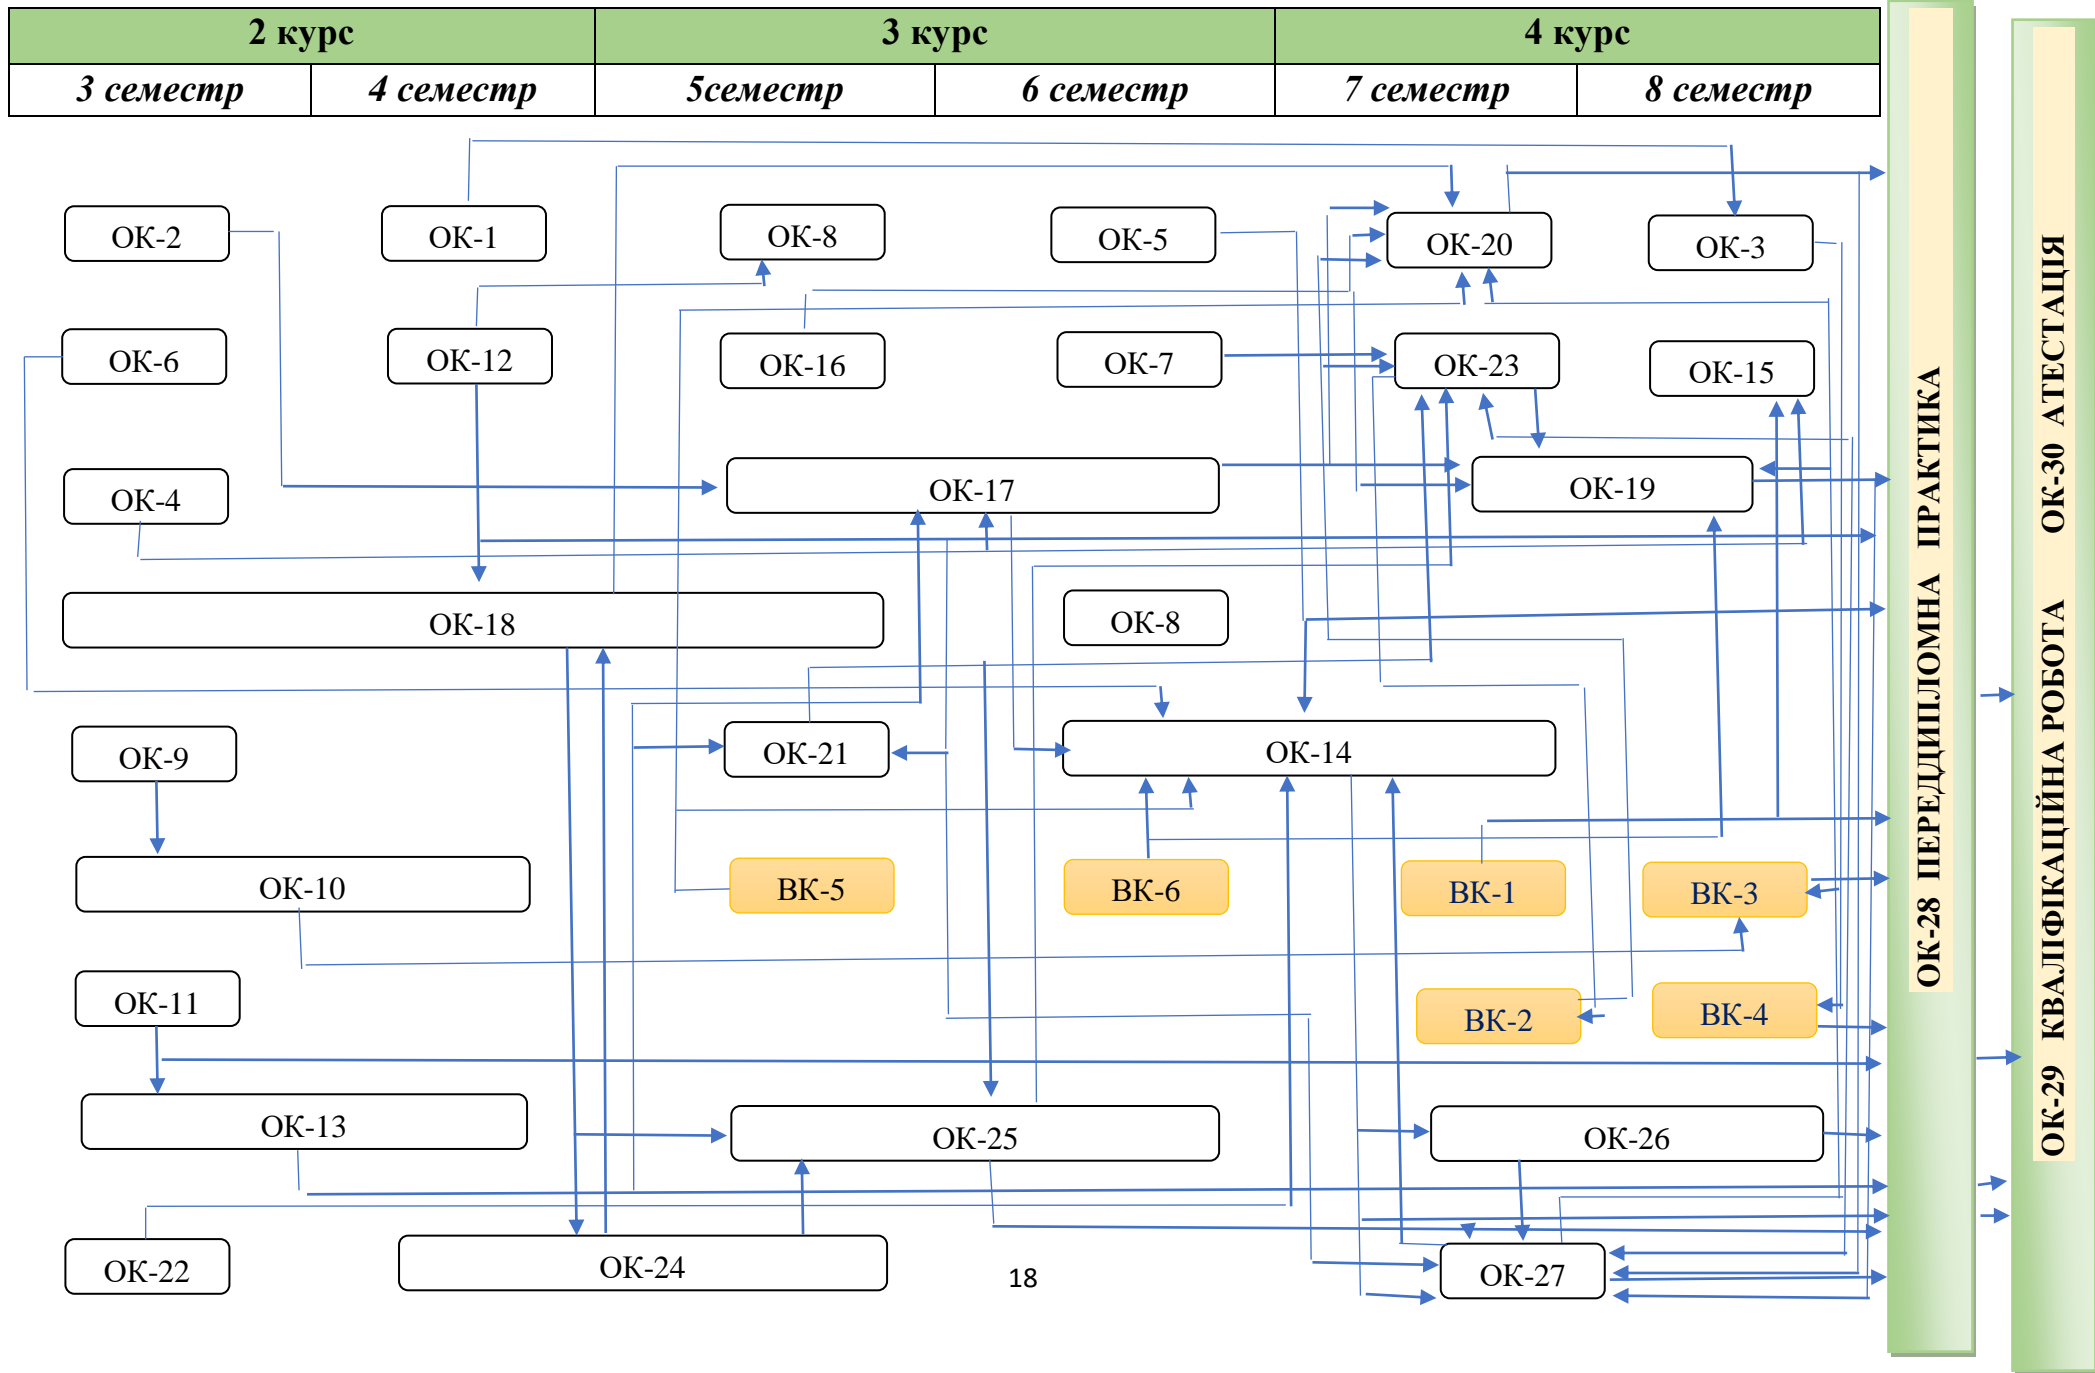 2 курс
3 курс
4 курс
3 семестр
4 семестр
5семестр
6 семестр
7 семестр
8 семестр
ОК-2
ОК-1
ОК-8
ОК-5
ОК-20
ОК-3
ОК-6
ОК-12
ОК-16
ОК-7
ОК-23
ОК-15
ОК-4
ОК-17
ОК-19
ОК-18
ОК-8
ОК-9
ОК-21
ОК-14
ОК-10
ВК-5
ВК-6
ВК-1
ВК-3
ОК-11
ВК-2
ВК-4
ОК-13
ОК-25
ОК-26
ОК-22
ОК-24
ОК-27
18
ОК-28 ПЕРЕДДИПЛОМНА ПРАКТИКА
ОК-29 КВАЛІФІКАЦІЙНА РОБОТА ОК-30 АТЕСТАЦІЯ